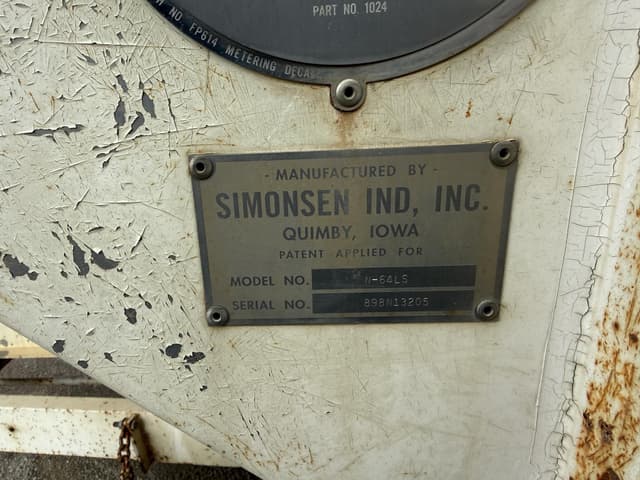 PART NO. 1024
NO. FP614 METERING DECAL
- MANUFACTURED BY -
SIMONSEN IND, INC.
QUIMBY, IOWA
PATENT APPLIED FOR
MODEL NO. N-64LS
SERIAL NO. 898N13205